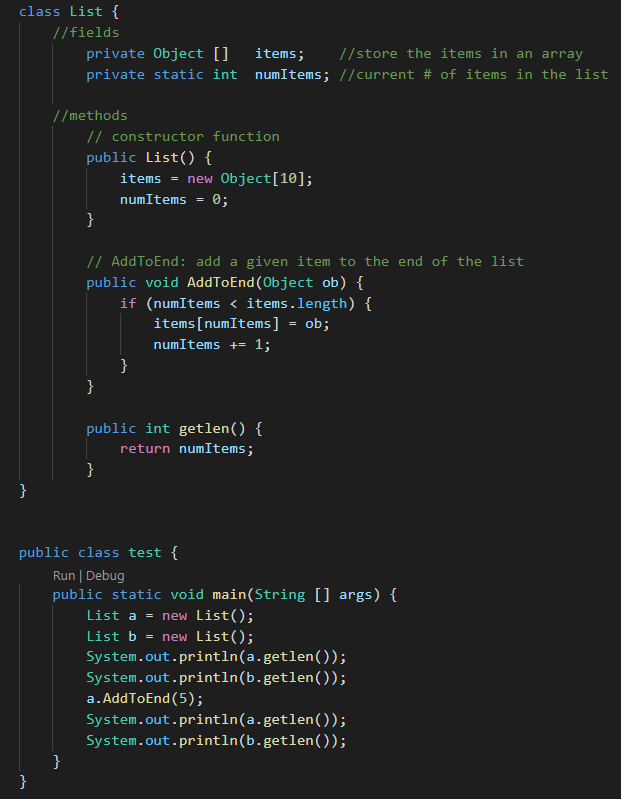 class List {
    //fields
        private Object []   items;    //store the items in an array
        private static int  numItems; //current # of items in the list

    //methods
        // constructor function
        public List() {
            items = new Object[10];
            numItems = 0;
        }

        // AddToEnd: add a given item to the end of the list
        public void AddToEnd(Object ob) {
            if (numItems < items.length) {
                items[numItems] = ob;
                numItems += 1;
            }
        }

        public int getlen() {
            return numItems;
        }
}


public class test {
    Run | Debug
    public static void main(String [] args) {
        List a = new List();
        List b = new List();
        System.out.println(a.getlen());
        System.out.println(b.getlen());
        a.AddToEnd(5);
        System.out.println(a.getlen());
        System.out.println(b.getlen());
    }
}